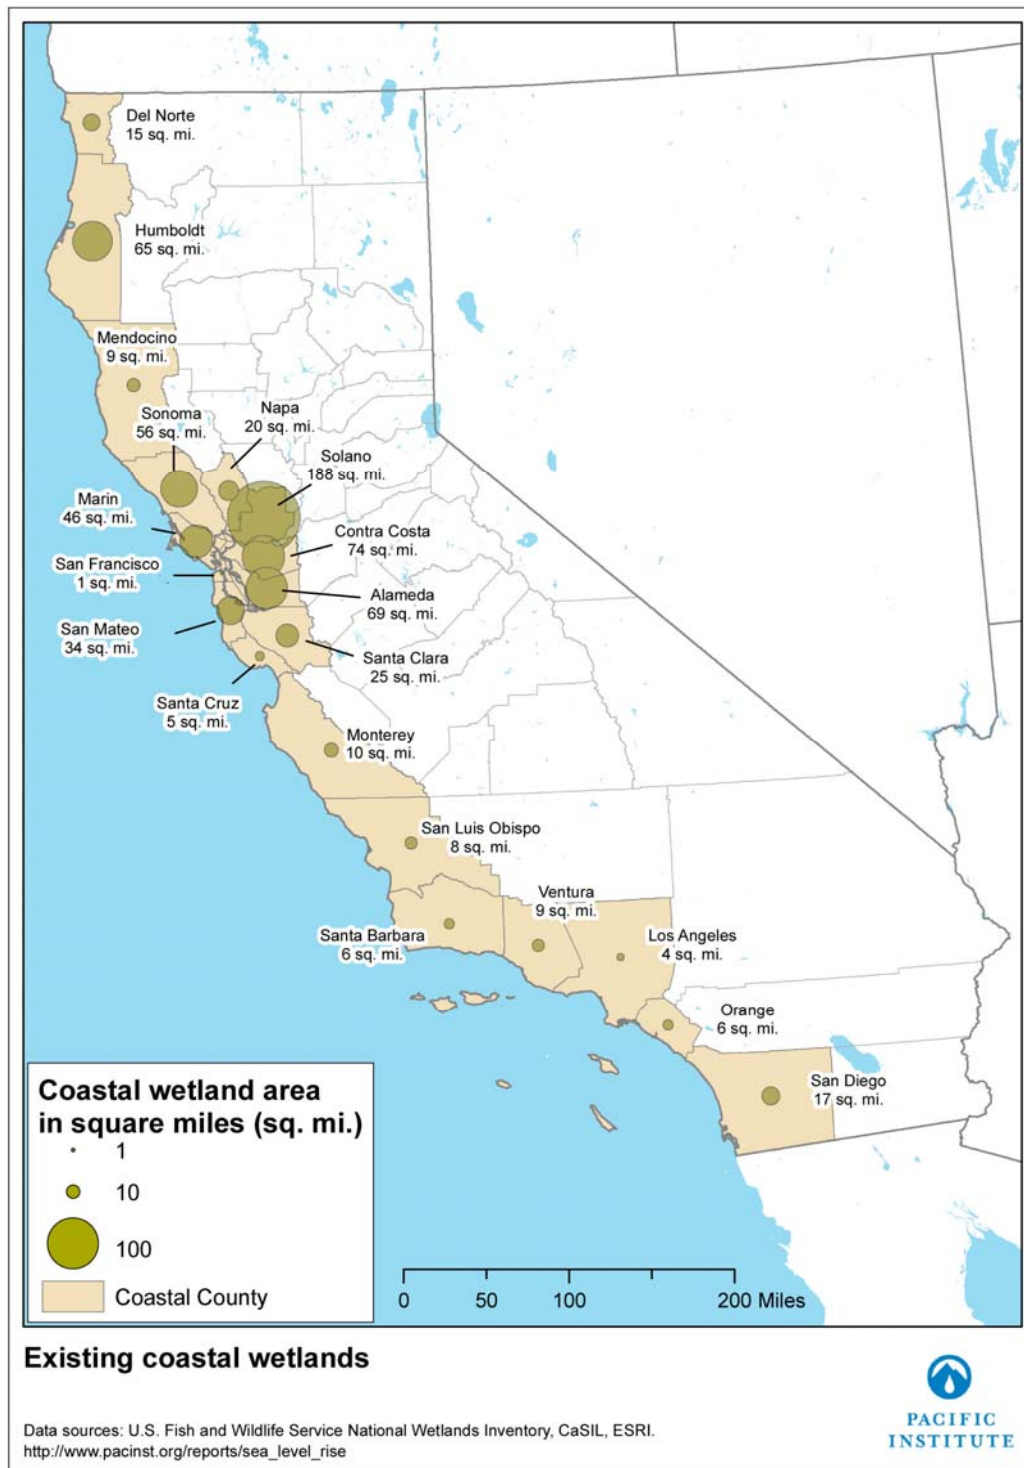 Del Norte
15 sq. mi.
Humboldt
65 sq. mi.
Mendocino
9 sq. mi.
Sonoma
56 sq. mi.
Napa
20 sq. mi.
Solano
188 sq. mi.
Marin
46 sq. mi.
Contra Costa
74 sq. mi.
San Francisco
1 sq. mi.
Alameda
69 sq. mi.
San Mateo
34 sq. mi.
Santa Clara
25 sq. mi.
Santa Cruz
5 sq. mi.
Monterey
10 sq. mi.
San Luis Obispo
8 sq. mi.
Ventura
9 sq. mi.
Santa Barbara
6 sq. mi.
Los Angeles
4 sq. mi.
Orange
6 sq. mi.
San Diego
17 sq. mi.
Coastal wetland area
in square miles (sq. mi.)
1
10
100
Coastal County
0 50 100 200 Miles
Existing coastal wetlands
Data sources: U.S. Fish and Wildlife Service National Wetlands Inventory, CaSIL, ESRI.
http://www.pacinst.org/reports/sea_level_rise
PACIFIC
INSTITUTE